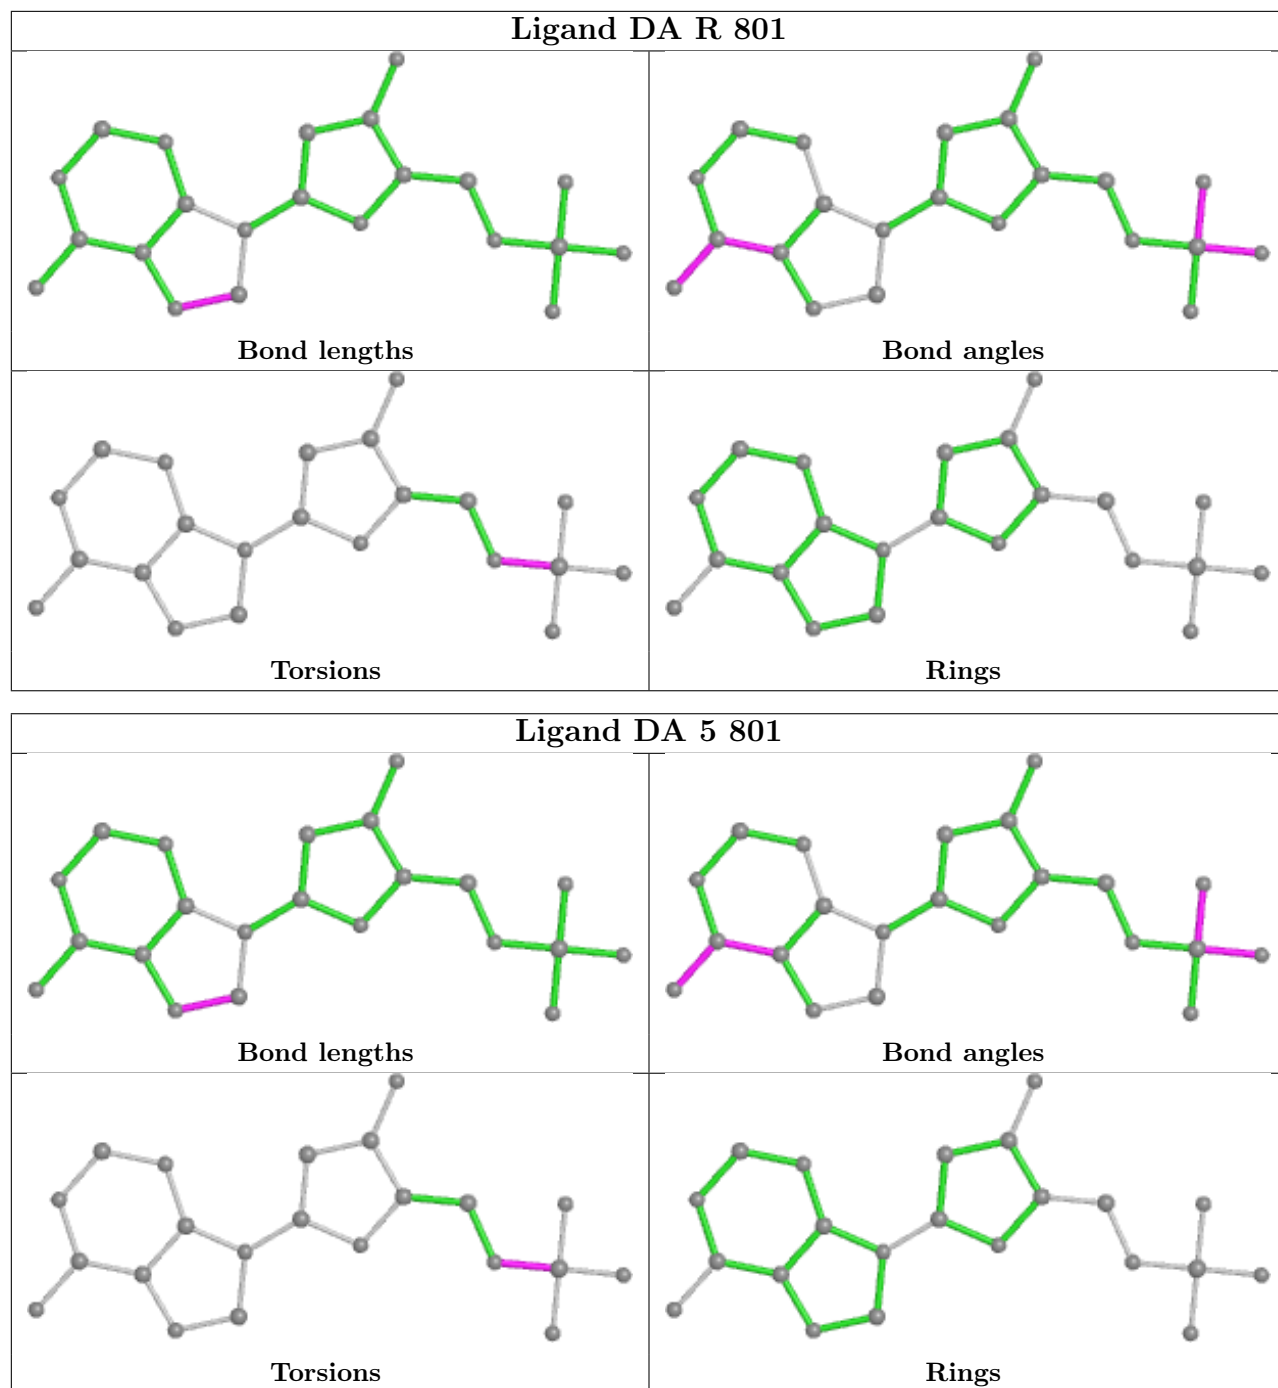 Ligand DA R 801
Bond lengths
Bond angles
Torsions
Rings
Ligand DA 5 801
Bond lengths
Bond angles
Torsions
Rings